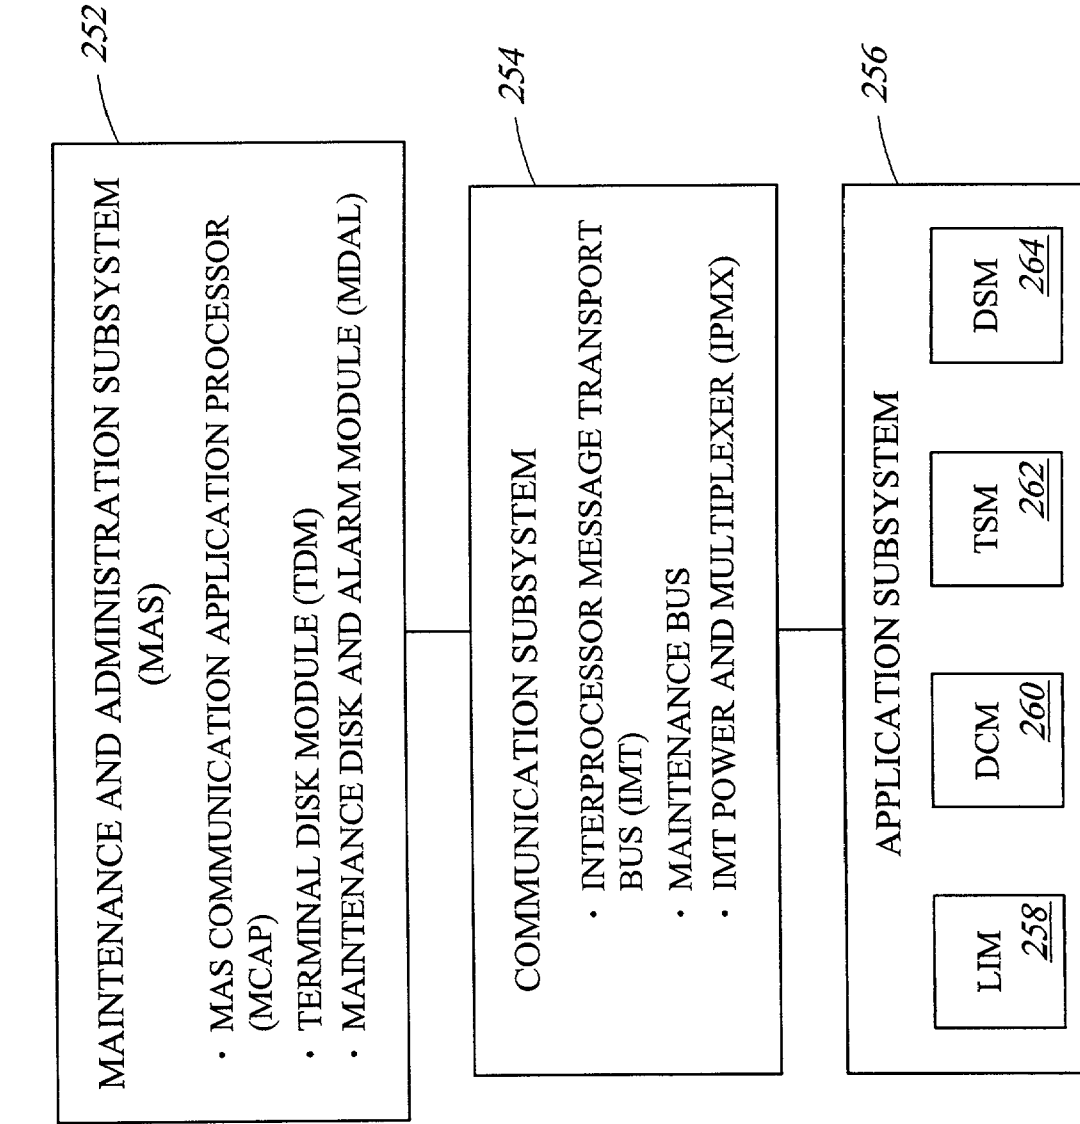 252
MAINTENANCE AND ADMINISTRATION SUBSYSTEM
(MAS)
· MAS COMMUNICATION APPLICATION PROCESSOR
(MCAP)
· TERMINAL DISK MODULE (TDM)
· MAINTENANCE DISK AND ALARM MODULE (MDAL)
254
COMMUNICATION SUBSYSTEM
· INTERPROCESSOR MESSAGE TRANSPORT
BUS (IMT)
· MAINTENANCE BUS
· IMT POWER AND MULTIPLEXER (IPMX)
256
APPLICATION SUBSYSTEM
LIM
258
DCM
260
TSM
262
DSM
264